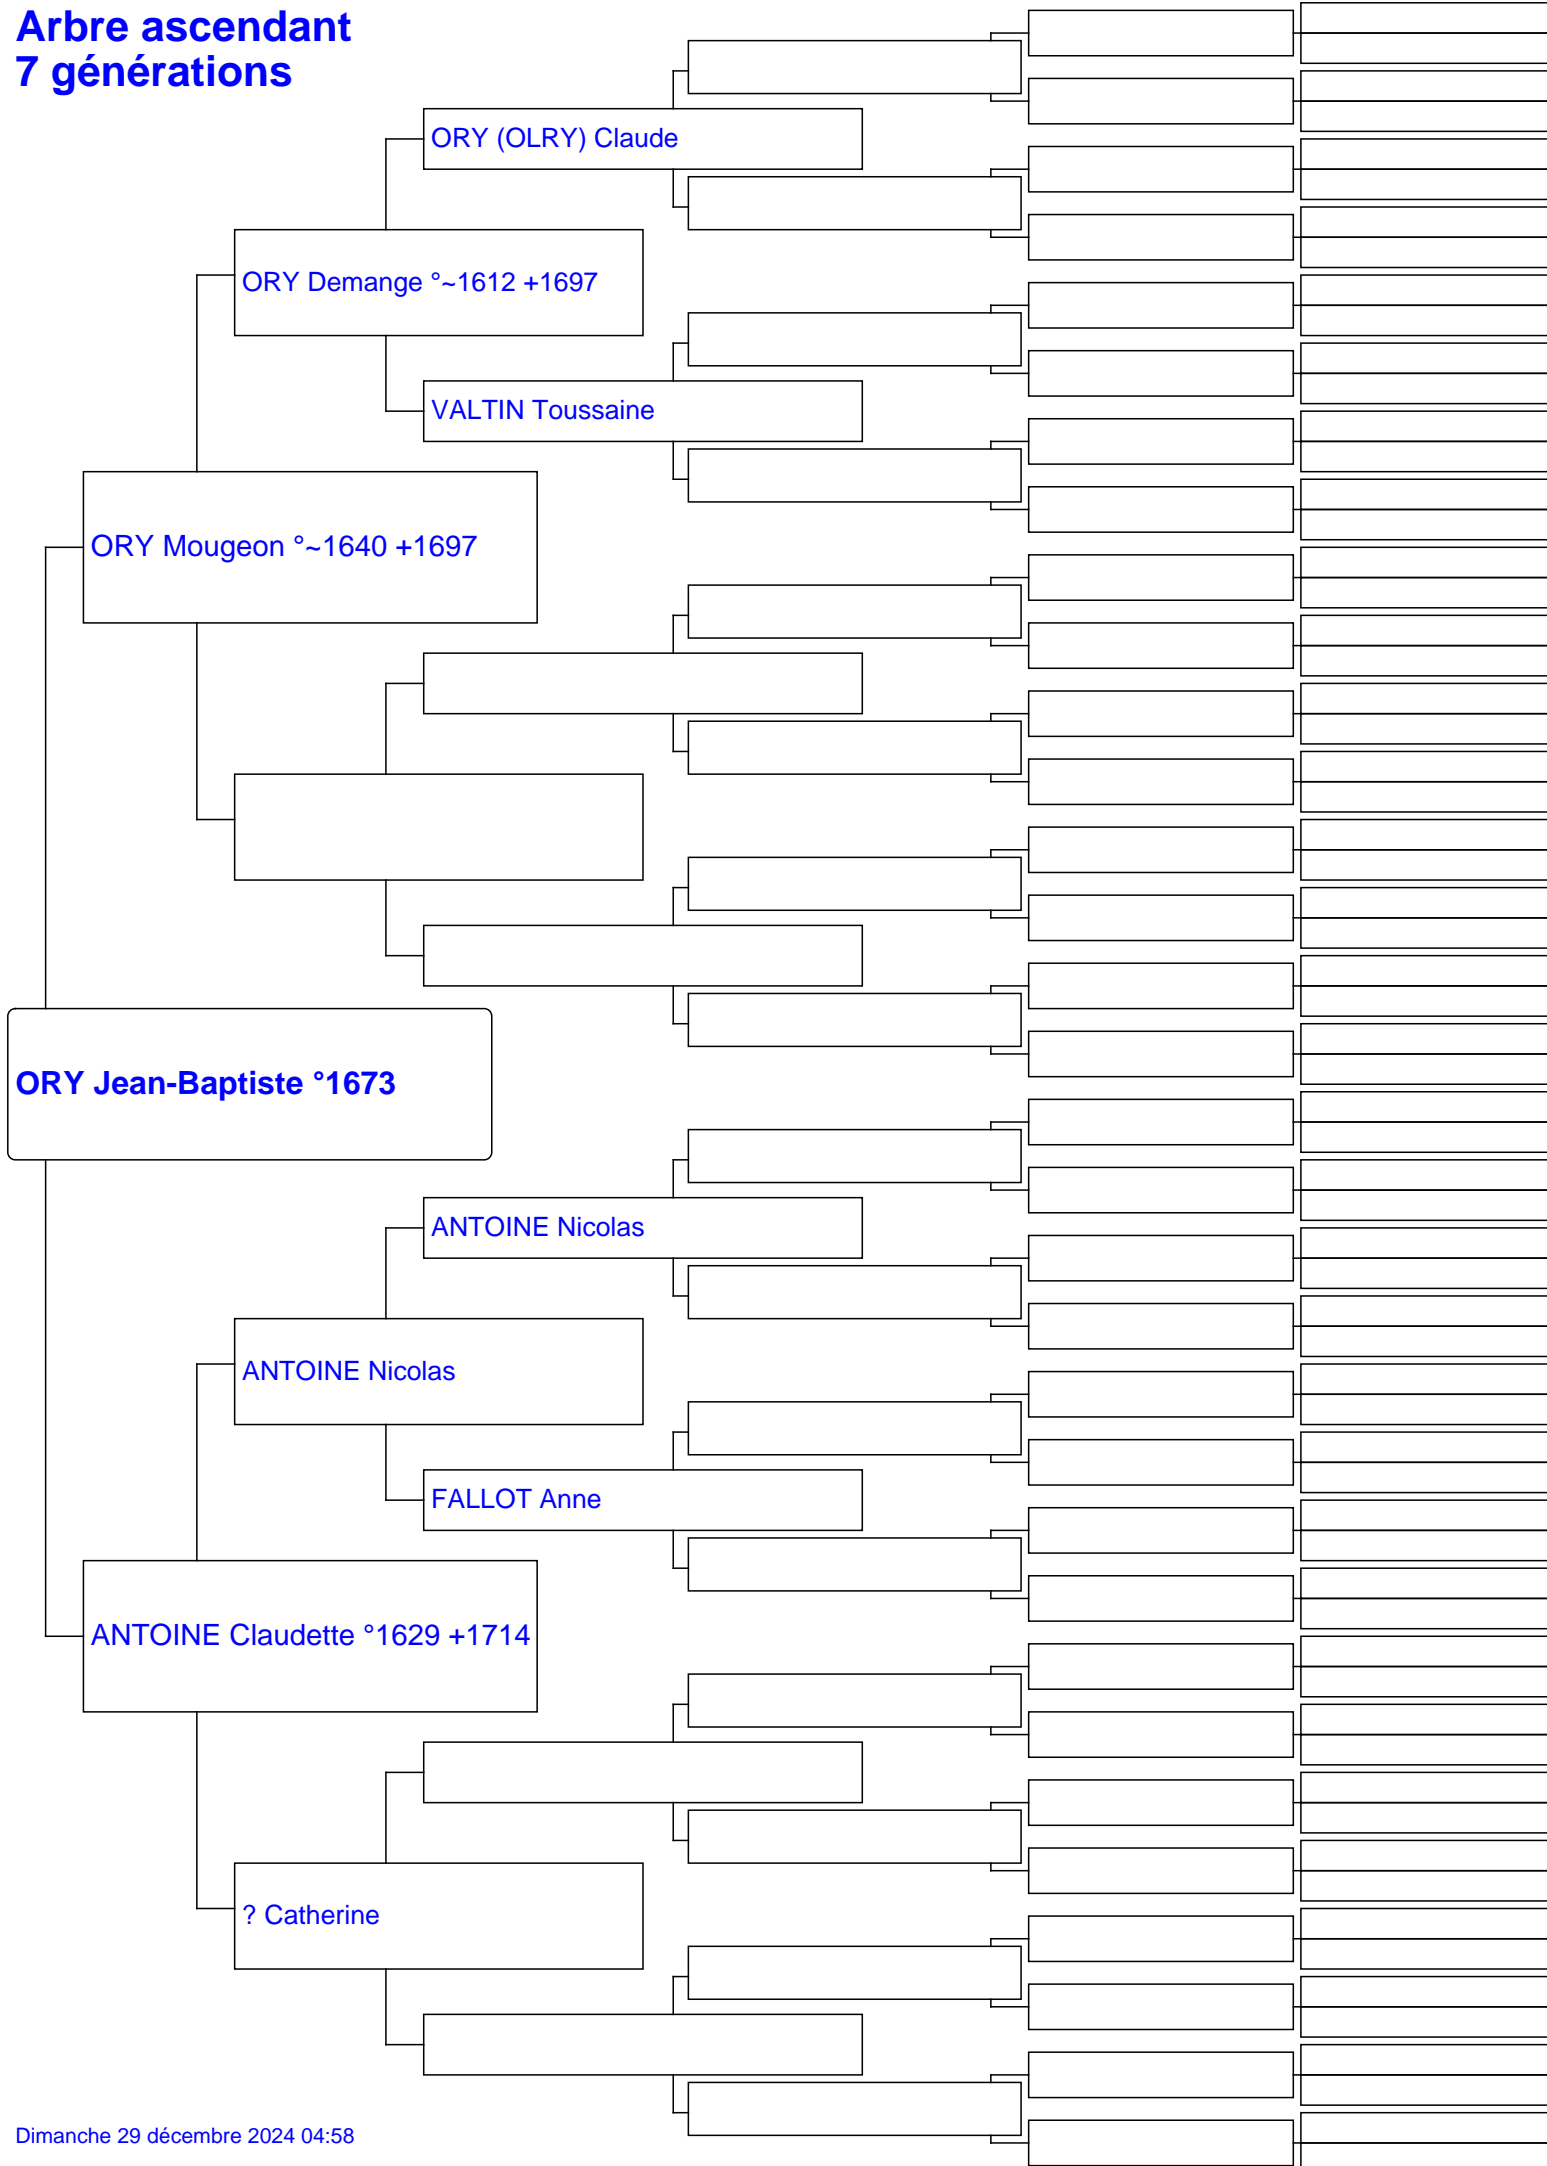 Arbre ascendant
7 générations
ORY (OLRY) Claude
ORY Demange °~1612 +1697
VALTIN Toussaine
ORY Mougeon °~1640 +1697
ORY Jean-Baptiste °1673
ANTOINE Nicolas
ANTOINE Nicolas
FALLOT Anne
ANTOINE Claudette °1629 +1714
? Catherine
Dimanche 29 décembre 2024 04:58